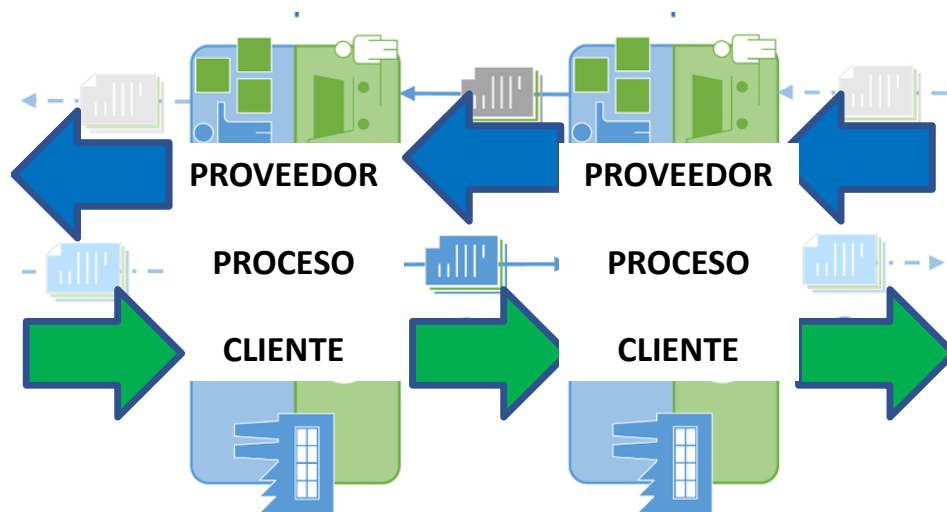 PROVEEDOR
PROCESO
CLIENTE
PROVEEDOR
PROCESO
CLIENTE